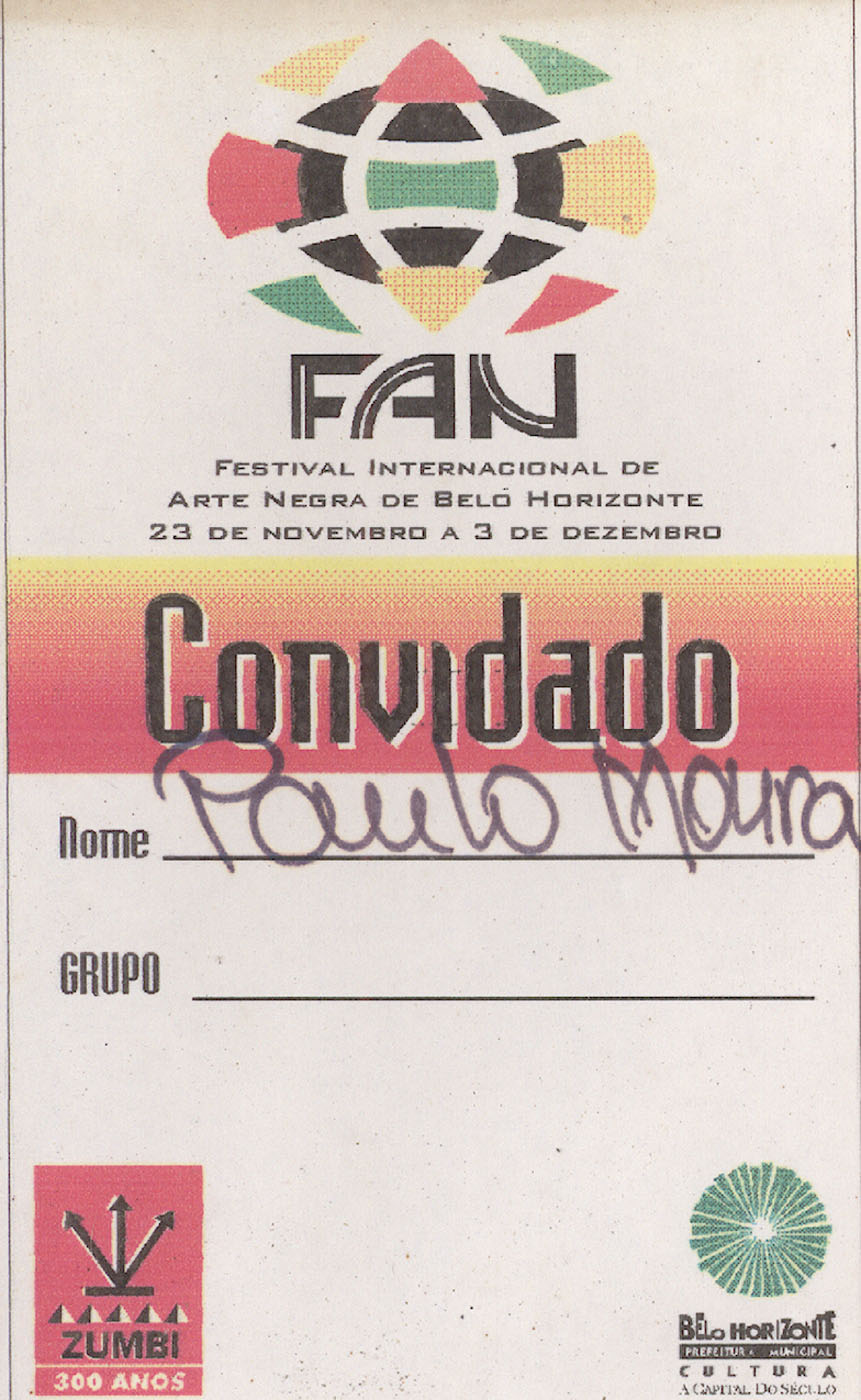 FAN
FESTIVAL INTERNACIONAL DE
ARTE NEGRA DE BELO HORIZONTE
23 DE NOVEMBRO A 3 DE DEZEMBRO
Convidado
Nome Paulo Moura
GRUPO
ZUMBI
300 ANOS
BELO HORIZONTE
PREFEITURA MUNICIPAL
CULTURA
A CAPITAL DO SÉCULO